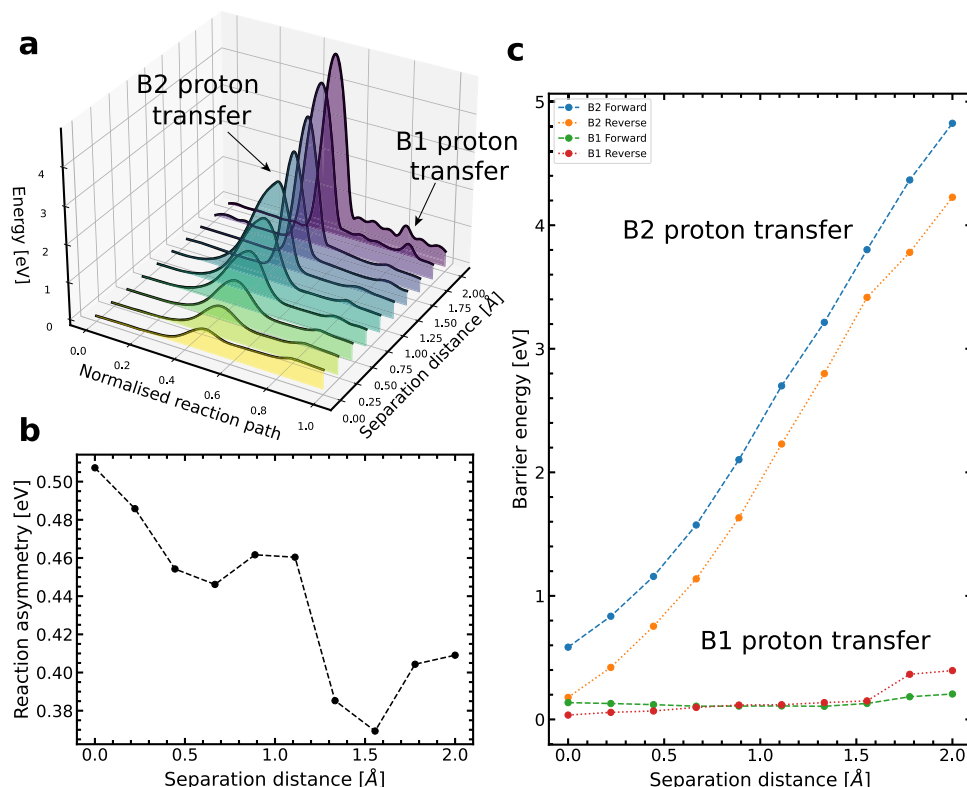 a
B2 proton
transfer
B1 proton
transfer
Energy [eV]
4
3
2
1
0
0.0
0.2
0.4
0.6
0.8
1.0
Normalised reaction path
0.00
0.25
0.50
0.75
1.00
1.25
1.50
1.75
2.00
Separation distance [Å]
b
Reaction asymmetry [eV]
0.50
0.48
0.46
0.44
0.42
0.40
0.38
0.0 0.5 1.0 1.5 2.0
Separation distance [Å]
c
B2 Forward
B2 Reverse
B1 Forward
B1 Reverse
B2 proton transfer
B1 proton transfer
Barrier energy [eV]
5
4
3
2
1
0
0.0 0.5 1.0 1.5 2.0
Separation distance [Å]